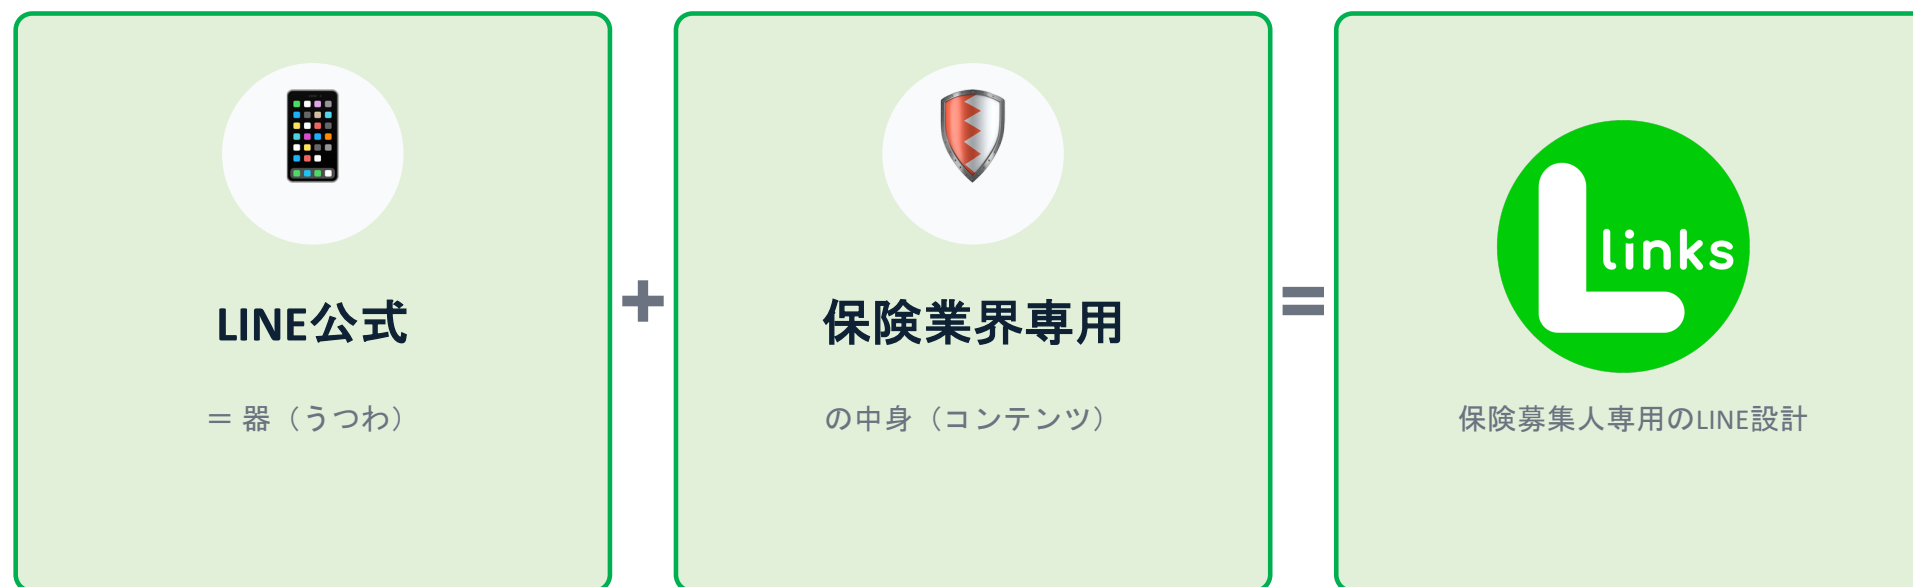 LINE公式
＝ 器（うつわ）
+
保険業界専用
の中身（コンテンツ）
=
L links
保険募集人専用のLINE設計